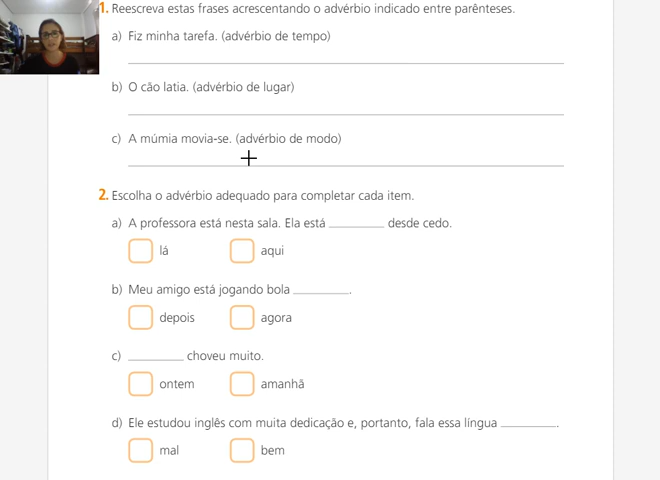 1. Reescreva estas frases acrescentando o advérbio indicado entre parênteses.
a) Fiz minha tarefa. (advérbio de tempo)
b) O cão latia. (advérbio de lugar)
c) A múmia movia-se. (advérbio de modo)
2. Escolha o advérbio adequado para completar cada item.
a) A professora está nesta sala. Ela está ________ desde cedo.
lá aqui
b) Meu amigo está jogando bola ________.
depois agora
c) ________ choveu muito.
ontem amanhã
d) Ele estudou inglês com muita dedicação e, portanto, fala essa língua ________.
mal bem